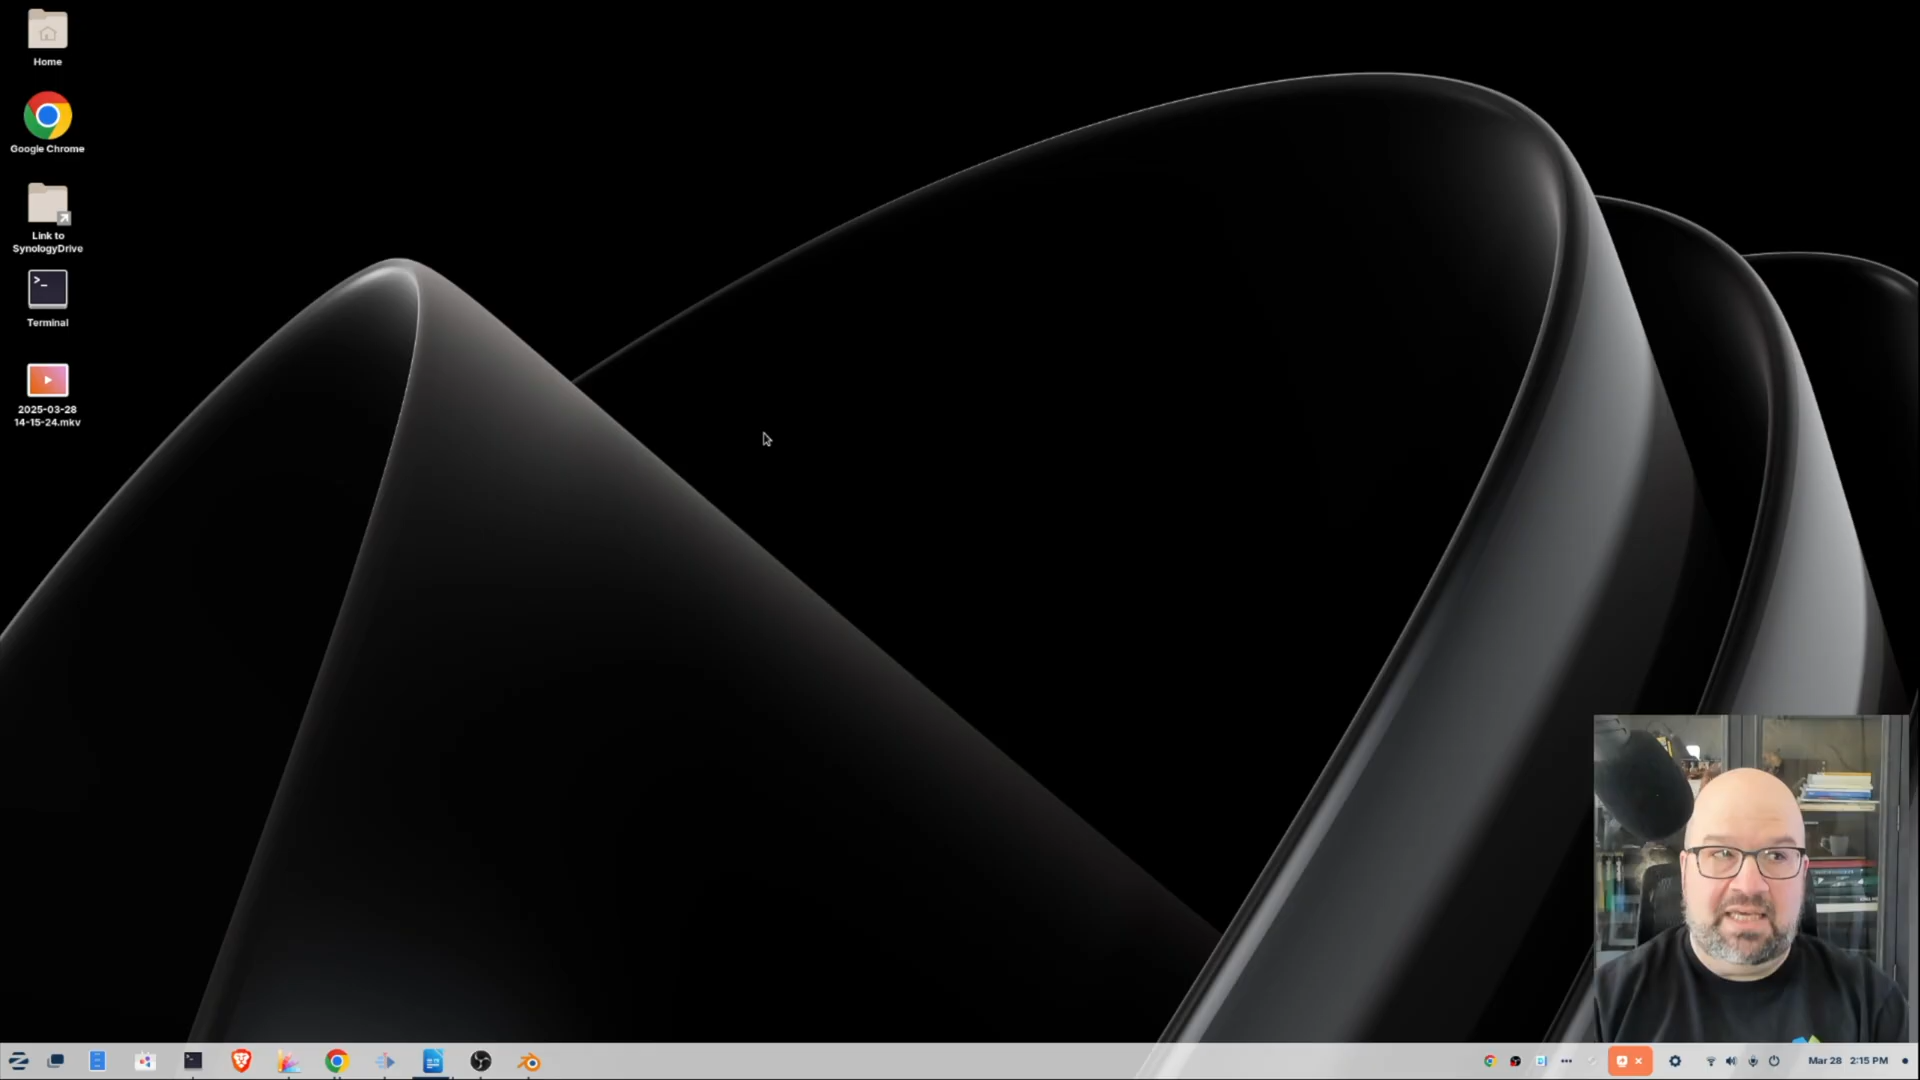 Home
Google Chrome
Link to
SynologyDrive
>_
Terminal
2025-03-28
14-15-24.mkv
Mar 28 2:15 PM